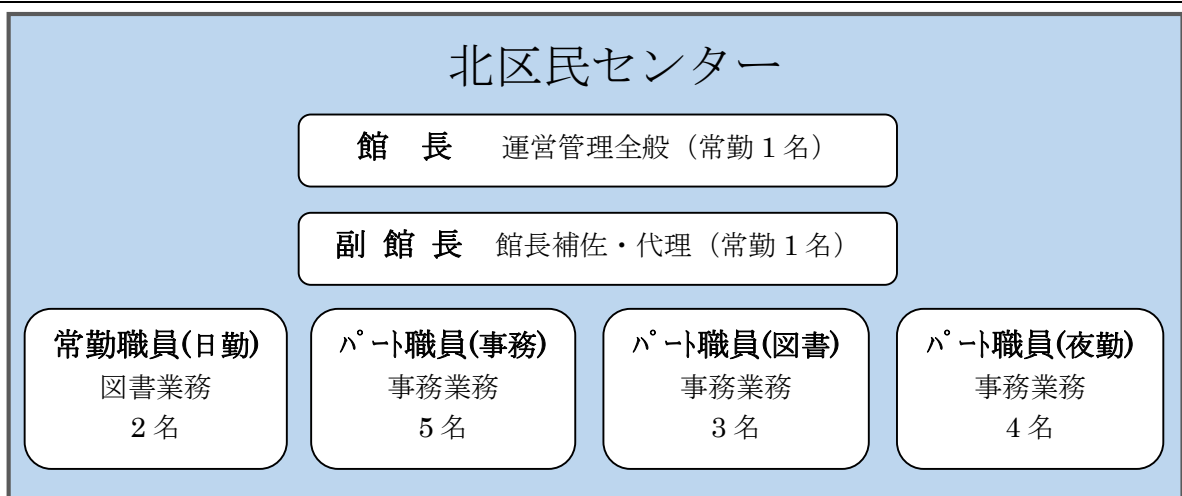 北区民センター
館　長　運営管理全般（常勤１名）
副 館 長　館長補佐・代理（常勤１名）
常勤職員(日勤)
図書業務
2 名
ﾊﾟｰﾄ職員(事務)
事務業務
5 名
ﾊﾟｰﾄ職員(図書)
事務業務
3 名
ﾊﾟｰﾄ職員(夜勤)
事務業務
4 名